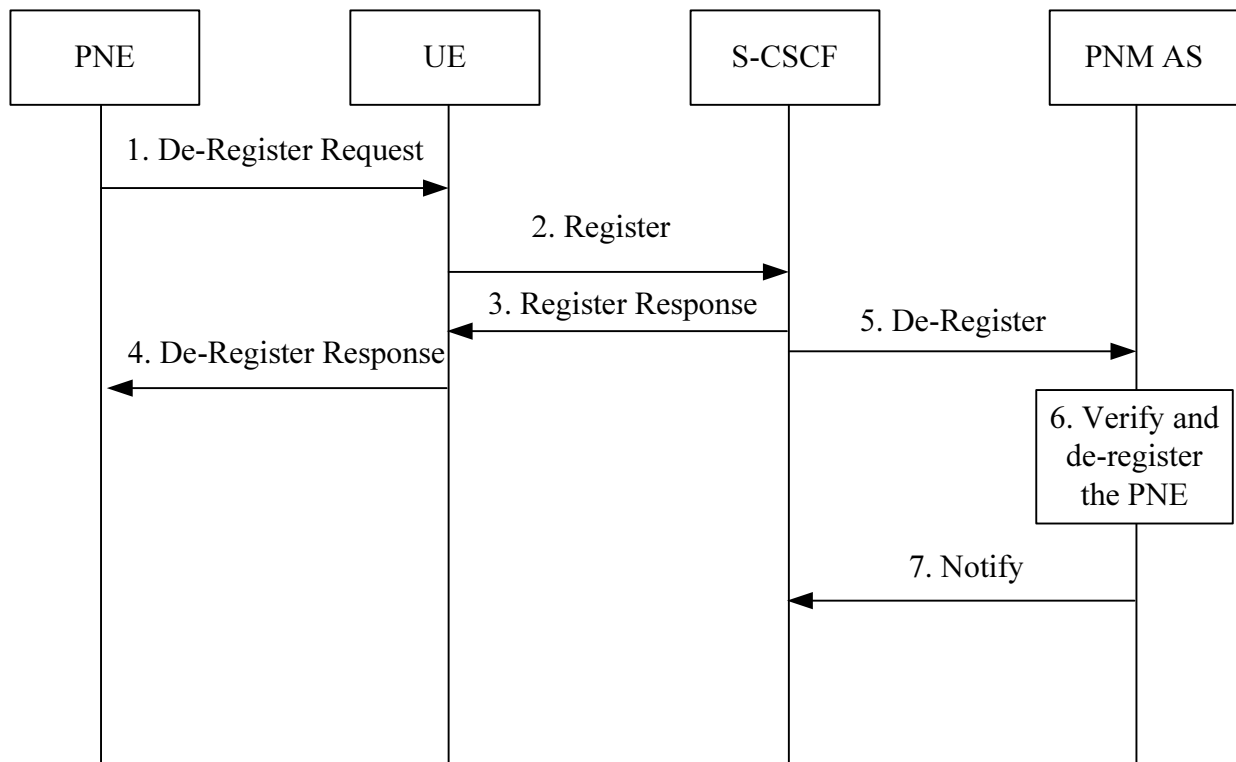 PNE
UE
S-CSCF
PNM AS
1. De-Register Request
2. Register
3. Register Response
5. De-Register
4. De-Register Response
6. Verify and
de-register
the PNE
7. Notify